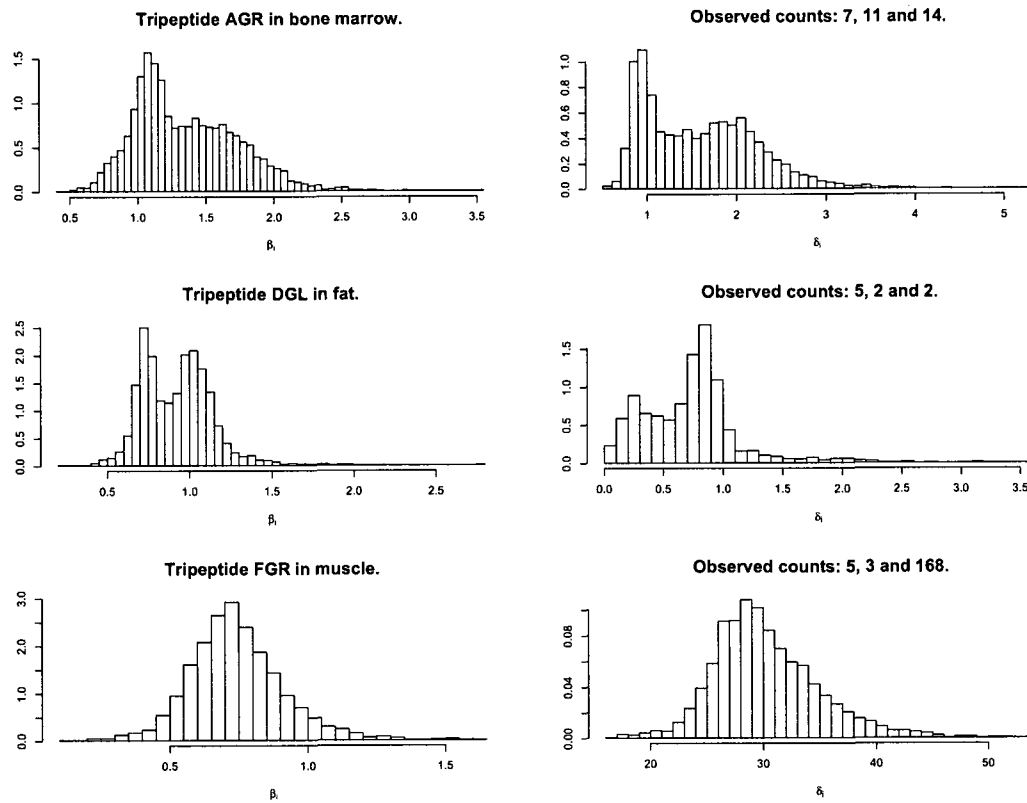 Tripeptide AGR in bone marrow.
Observed counts: 7, 11 and 14.
0.0 0.5 1.0 1.5
0.5 1.0 1.5 2.0 2.5 3.0 3.5
βi
0.0 0.2 0.4 0.6 0.8 1.0
1 2 3 4 5
δi
Tripeptide DGL in fat.
Observed counts: 5, 2 and 2.
0.0 0.5 1.0 1.5 2.0 2.5
0.5 1.0 1.5 2.0 2.5
βi
0.0 0.5 1.0 1.5
0.0 0.5 1.0 1.5 2.0 2.5 3.0 3.5
δi
Tripeptide FGR in muscle.
Observed counts: 5, 3 and 168.
0.0 1.0 2.0 3.0
0.5 1.0 1.5
βi
0.00 0.04 0.08
20 30 40 50
δi